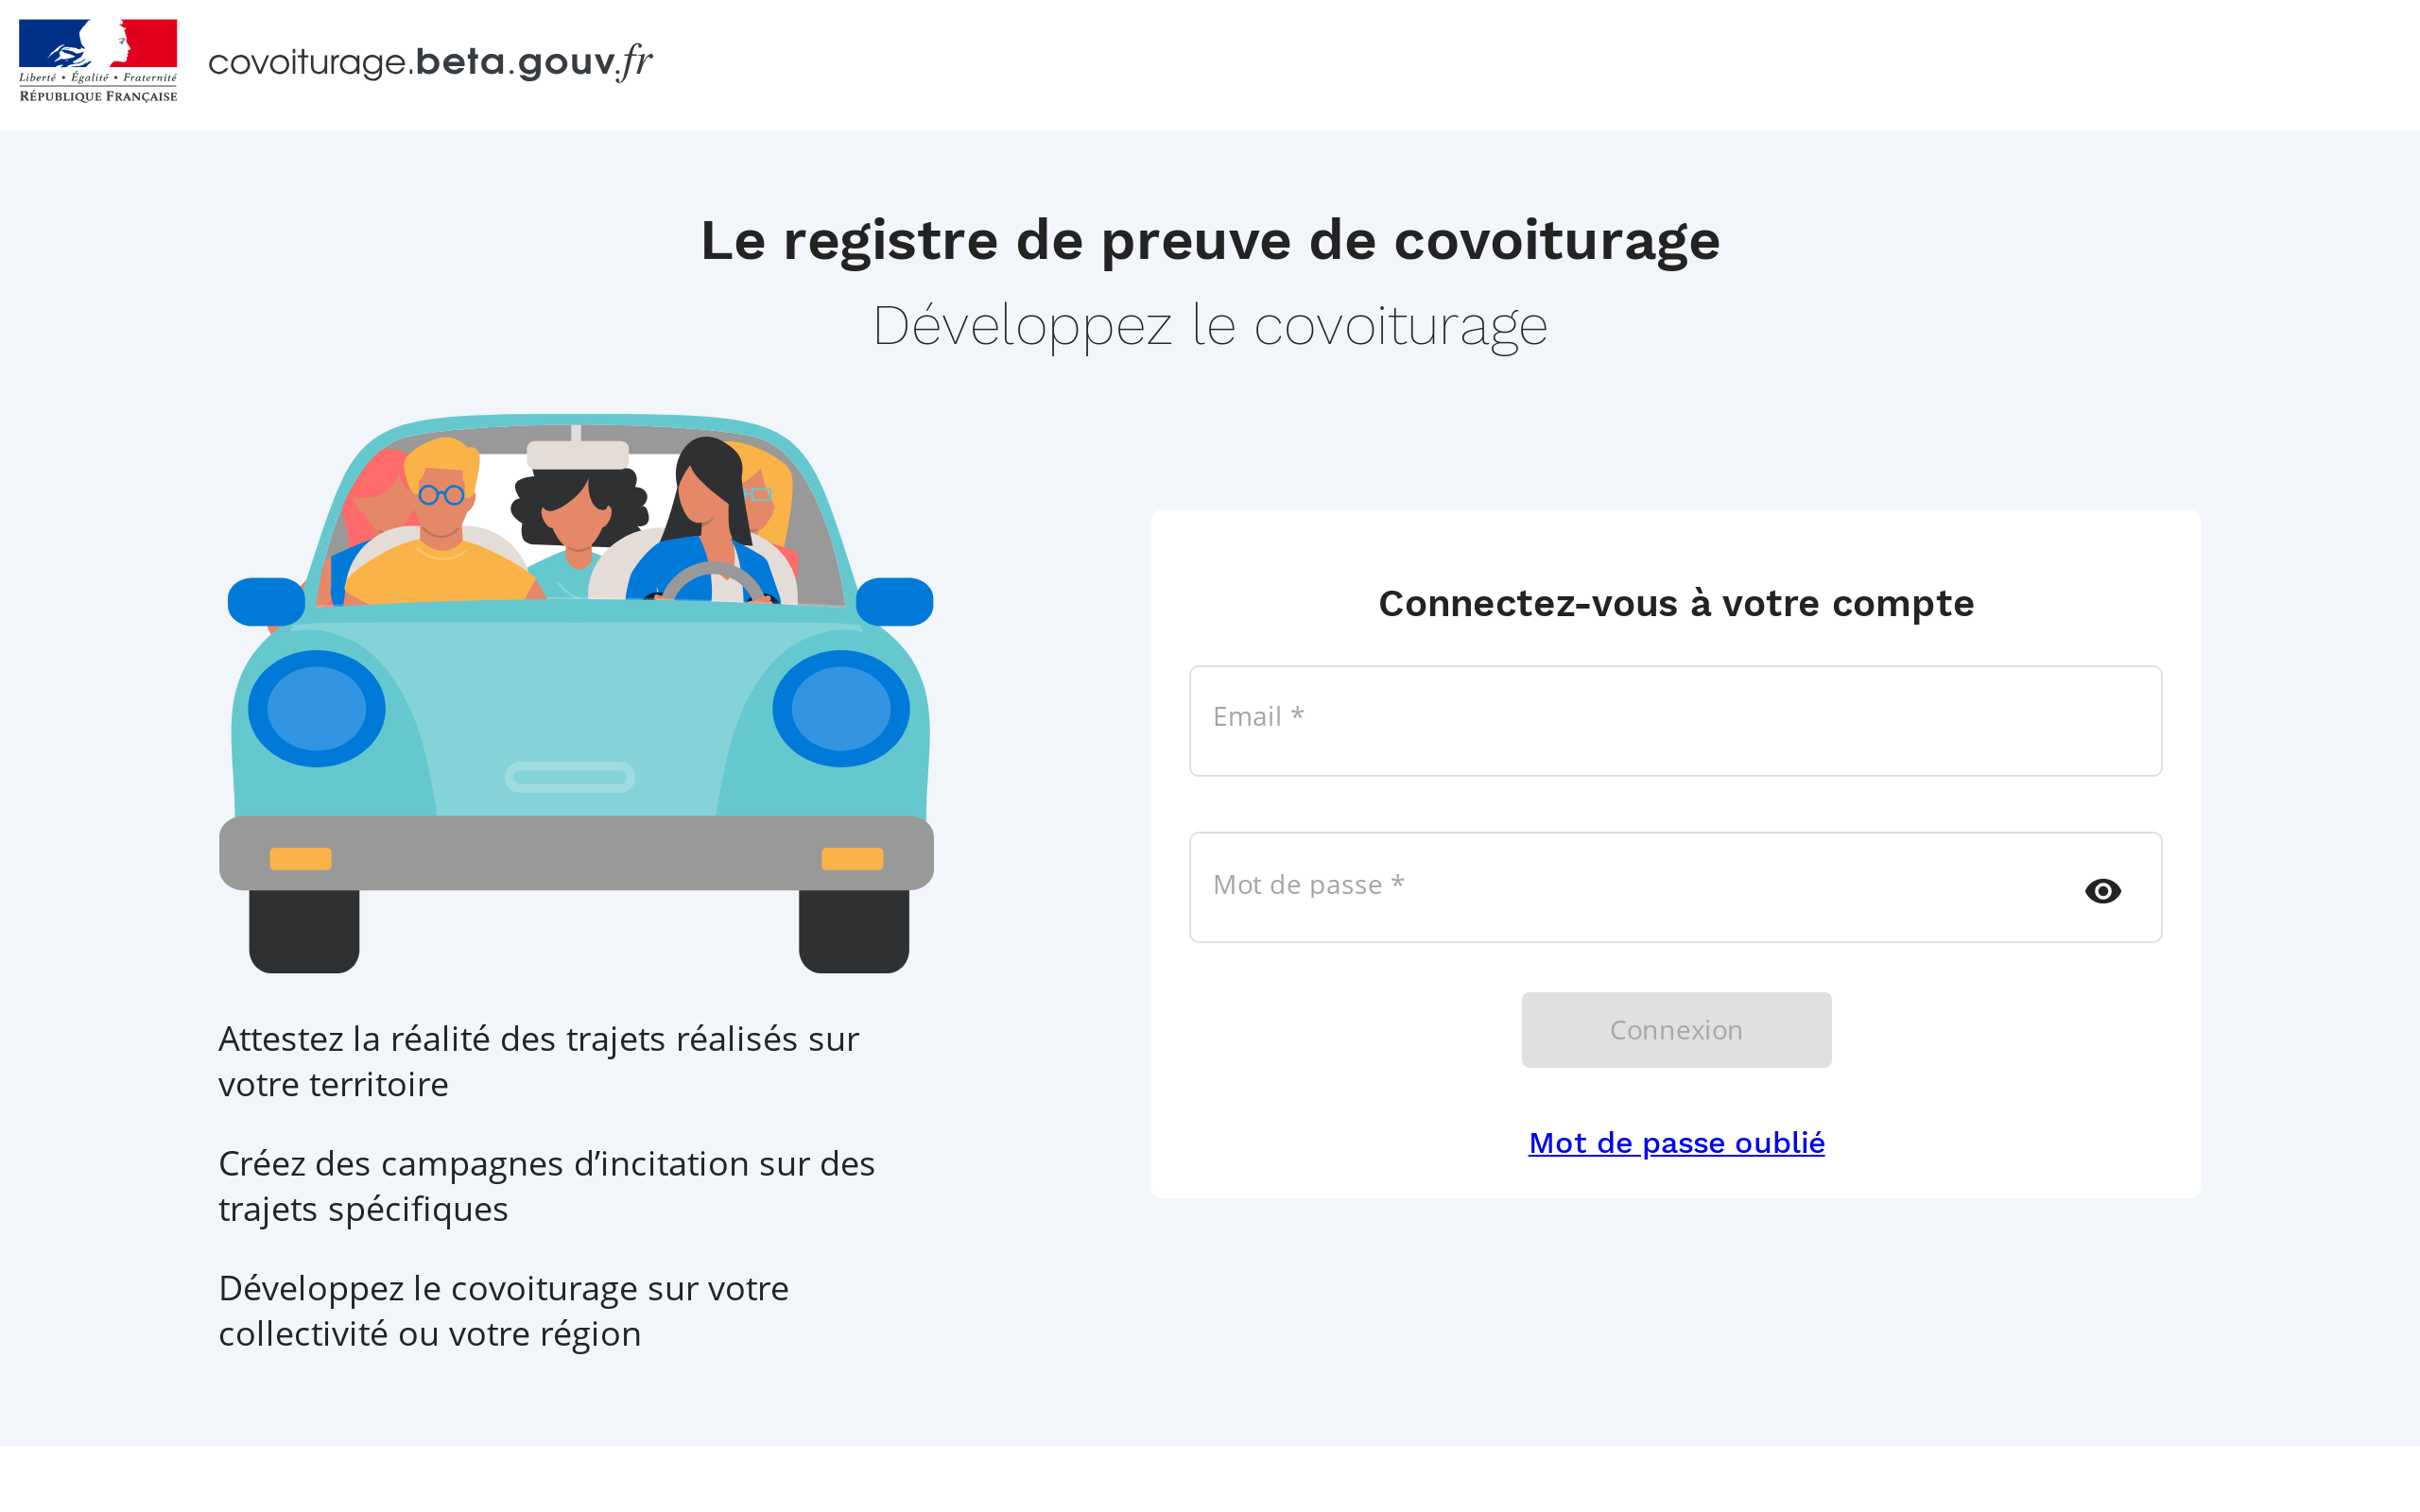 Liberté • Égalité • Fraternité
RÉPUBLIQUE FRANÇAISE
covoiturage.beta.gouv.fr
Le registre de preuve de covoiturage
Développez le covoiturage
Connectez-vous à votre compte
Email *
Mot de passe *
Connexion
Mot de passe oublié
Attestez la réalité des trajets réalisés sur
votre territoire
Créez des campagnes d’incitation sur des
trajets spécifiques
Développez le covoiturage sur votre
collectivité ou votre région